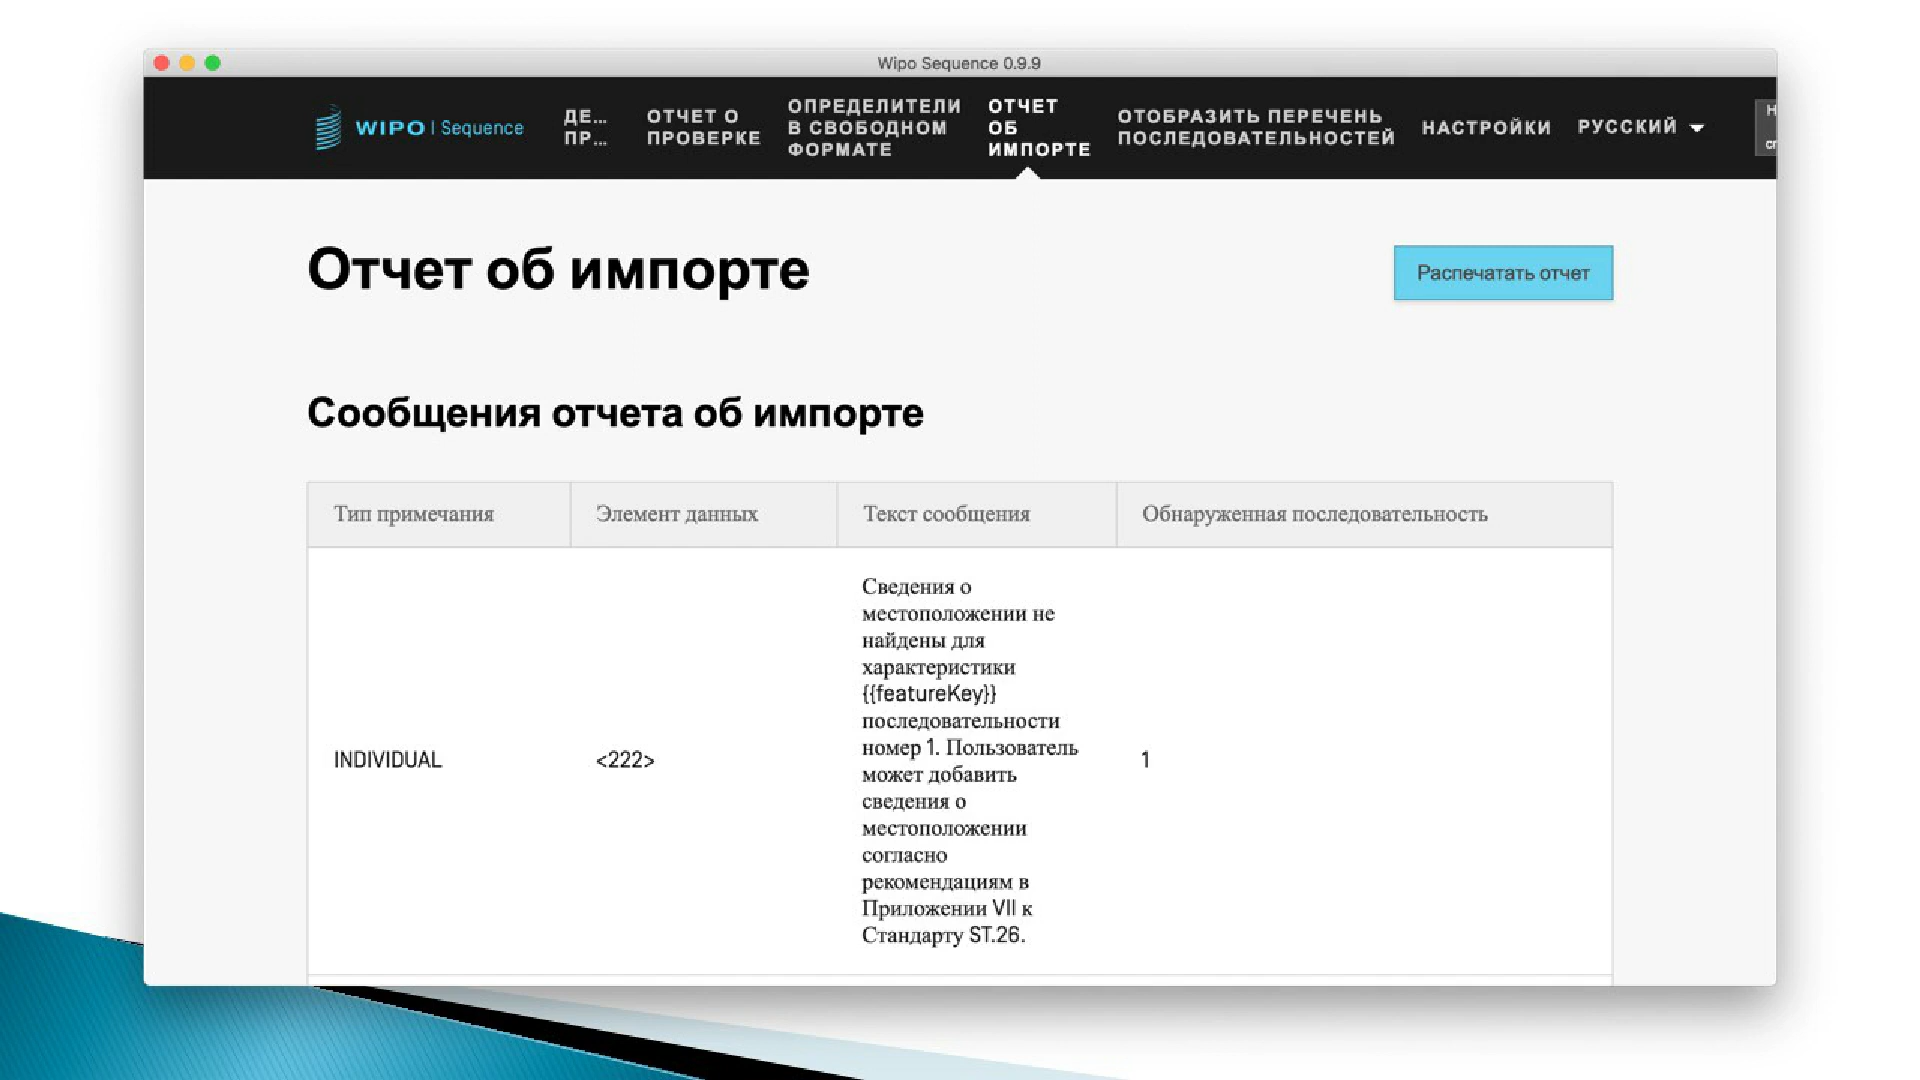 Wipo Sequence 0.9.9
WIPO | Sequence
ДЕ...
ПР...
ОТЧЕТ О
ПРОВЕРКЕ
ОПРЕДЕЛИТЕЛИ
В СВОБОДНОМ
ФОРМАТЕ
ОТЧЕТ
ОБ
ИМПОРТЕ
ОТОБРАЗИТЬ ПЕРЕЧЕНЬ
ПОСЛЕДОВАТЕЛЬНОСТЕЙ
НАСТРОЙКИ
РУССКИЙ
Отчет об импорте
Распечатать отчет
Сообщения отчета об импорте
Тип примечания
Элемент данных
Текст сообщения
Обнаруженная последовательность
INDIVIDUAL
<222>
Сведения о
местоположении не
найдены для
характеристики
{{featureKey}}
последовательности
номер 1. Пользователь
может добавить
сведения о
местоположении
согласно
рекомендациям в
Приложении VII к
Стандарту ST.26.
1